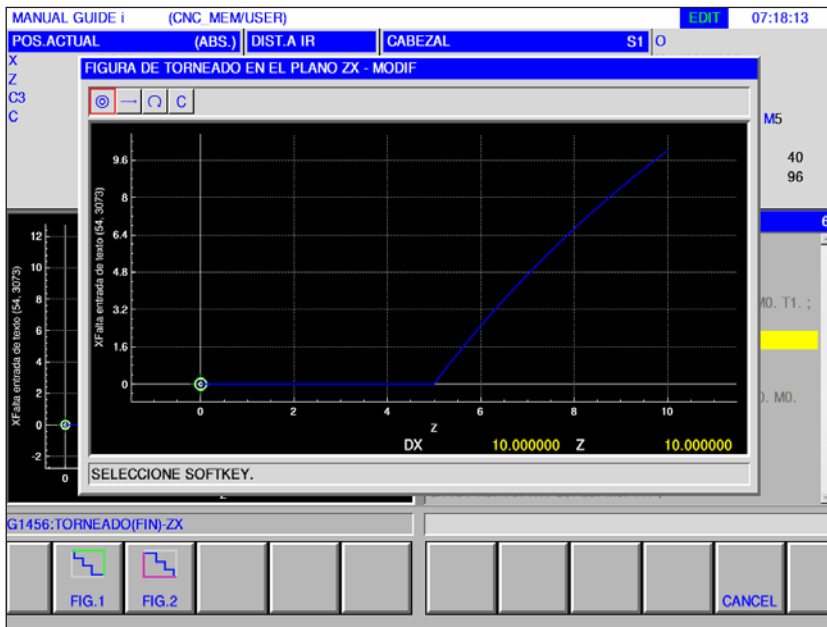 MANUAL GUIDE i (CNC_MEM/USER) EDIT 07:18:13
POS.ACTUAL (ABS.) DIST.A IR CABEZAL S1 O
X
Z
C3
C
M5
40
96
FIGURA DE TORNEADO EN EL PLANO ZX - MODIF
C
XFalta entrada de texto (54, 3073)
9.6
8
6.4
4.8
3.2
1.6
0
0 2 4 6 8 10
Z
DX 10.000000 Z 10.000000
SELECCIONE SOFTKEY.
XFalta entrada de texto (54, 3073)
12
10
8
6
4
2
0
-2
0
6
M0. T1. ;
M0.
G1456:TORNEADO(FIN)-ZX
FIG.1 FIG.2 CANCEL